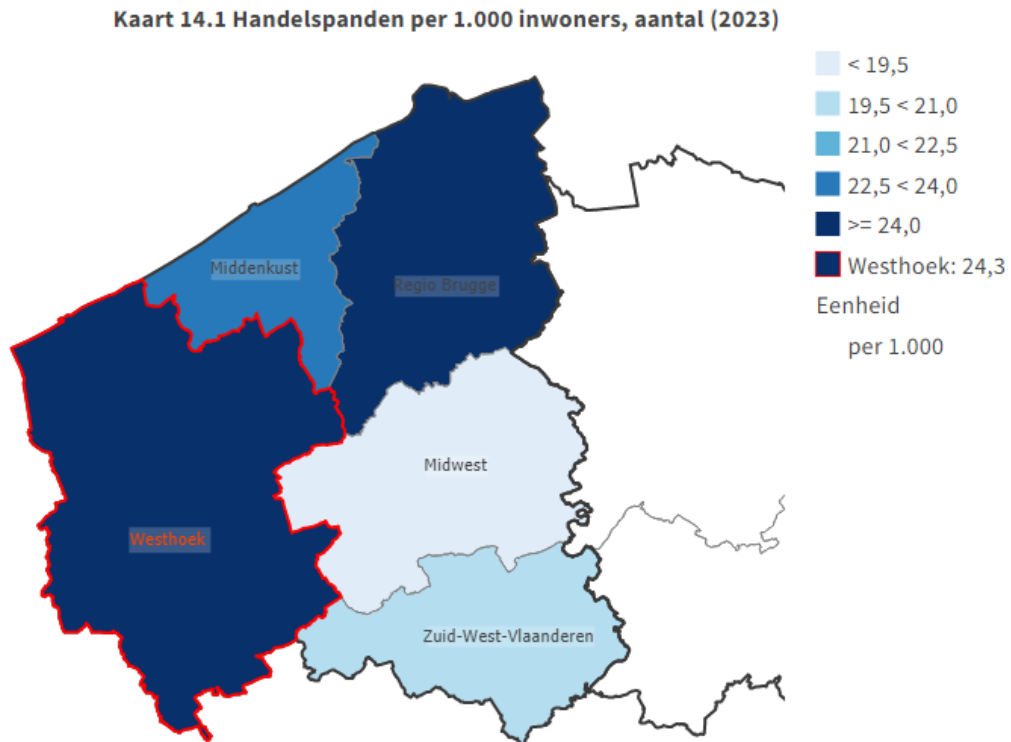 Kaart 14.1 Handelspanden per 1.000 inwoners, aantal (2023)
< 19,5
19,5 < 21,0
21,0 < 22,5
22,5 < 24,0
>= 24,0
Westhoek: 24,3
Eenheid
per 1.000
Middenkust
Regio Brugge
Midwest
Westhoek
Zuid-West-Vlaanderen